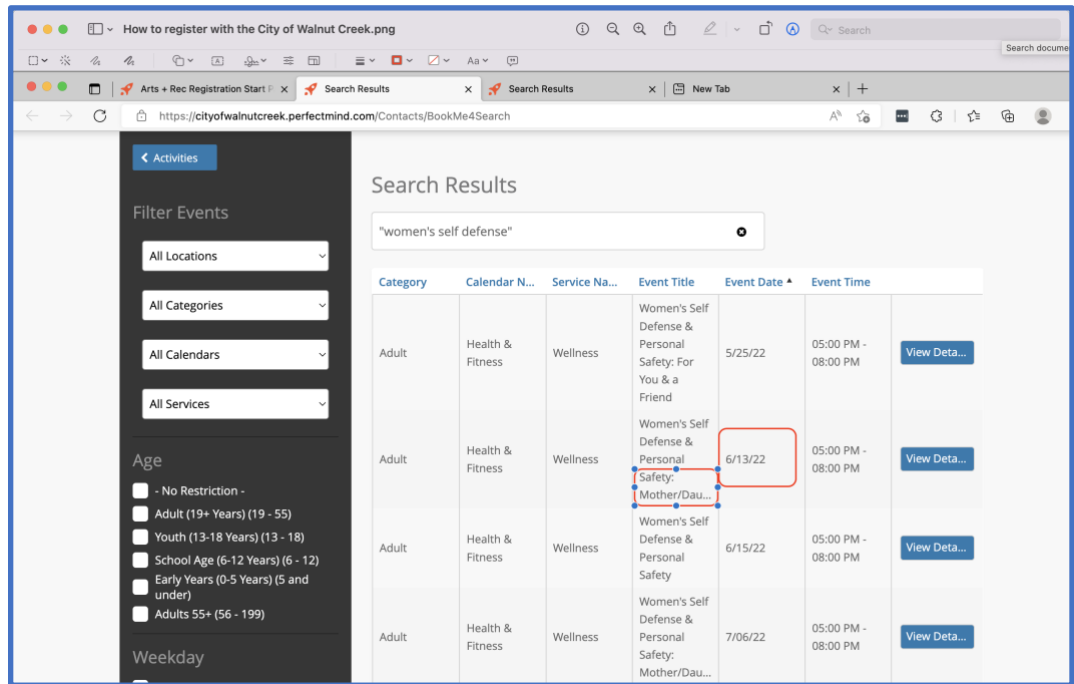 How to register with the City of Walnut Creek.png
Search
Search docume
Aa
Arts + Rec Registration Start P
Search Results
Search Results
New Tab
https://cityofwalnutcreek.perfectmind.com/Contacts/BookMe4Search
Activities
Filter Events
All Locations
All Categories
All Calendars
All Services
Age
- No Restriction -
Adult (19+ Years) (19 - 55)
Youth (13-18 Years) (13 - 18)
School Age (6-12 Years) (6 - 12)
Early Years (0-5 Years) (5 and
under)
Adults 55+ (56 - 199)
Weekday
Search Results
"women's self defense"
Category Calendar N... Service Na... Event Title Event Date Event Time
Women's Self
Defense &
Personal
Safety: For
You & a
Friend
Adult
Health &
Fitness
Wellness
5/25/22
05:00 PM -
08:00 PM
View Deta...
Women's Self
Defense &
Personal
Safety:
Mother/Dau...
Adult
Health &
Fitness
Wellness
6/13/22
05:00 PM -
08:00 PM
View Deta...
Women's Self
Defense &
Personal
Safety
Adult
Health &
Fitness
Wellness
6/15/22
05:00 PM -
08:00 PM
View Deta...
Women's Self
Defense &
Personal
Safety:
Mother/Dau...
Adult
Health &
Fitness
Wellness
7/06/22
05:00 PM -
08:00 PM
View Deta...